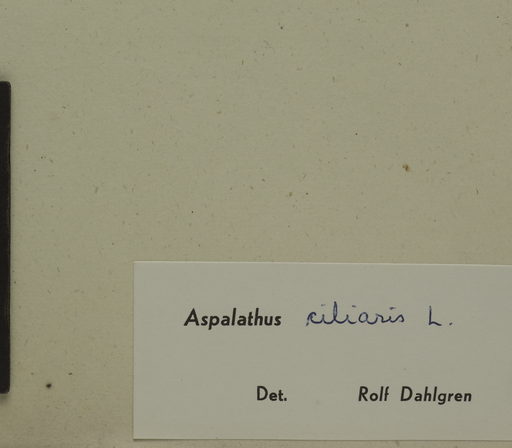 Aspalathus ciliaris L.
Det. Rolf Dahlgren